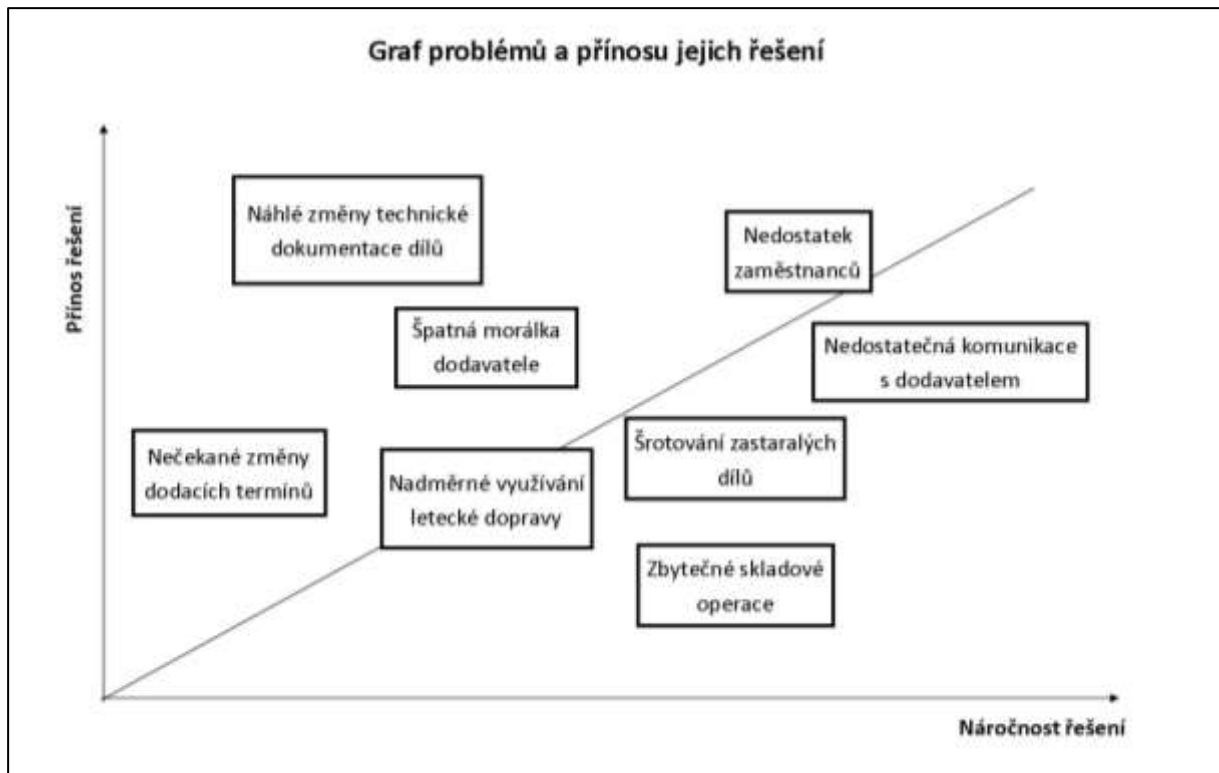 Graf problémů a přínosu jejich řešení
Přínos řešení
Náhlé změny technické
dokumentace dílů
Nedostatek
zaměstnanců
Špatná morálka
dodavatele
Nedostatečná komunikace
s dodavatelem
Nečekané změny
dodacích termínů
Nadměrné využívání
letecké dopravy
Šrotování zastaralých
dílů
Zbytečné skladové
operace
Náročnost řešení